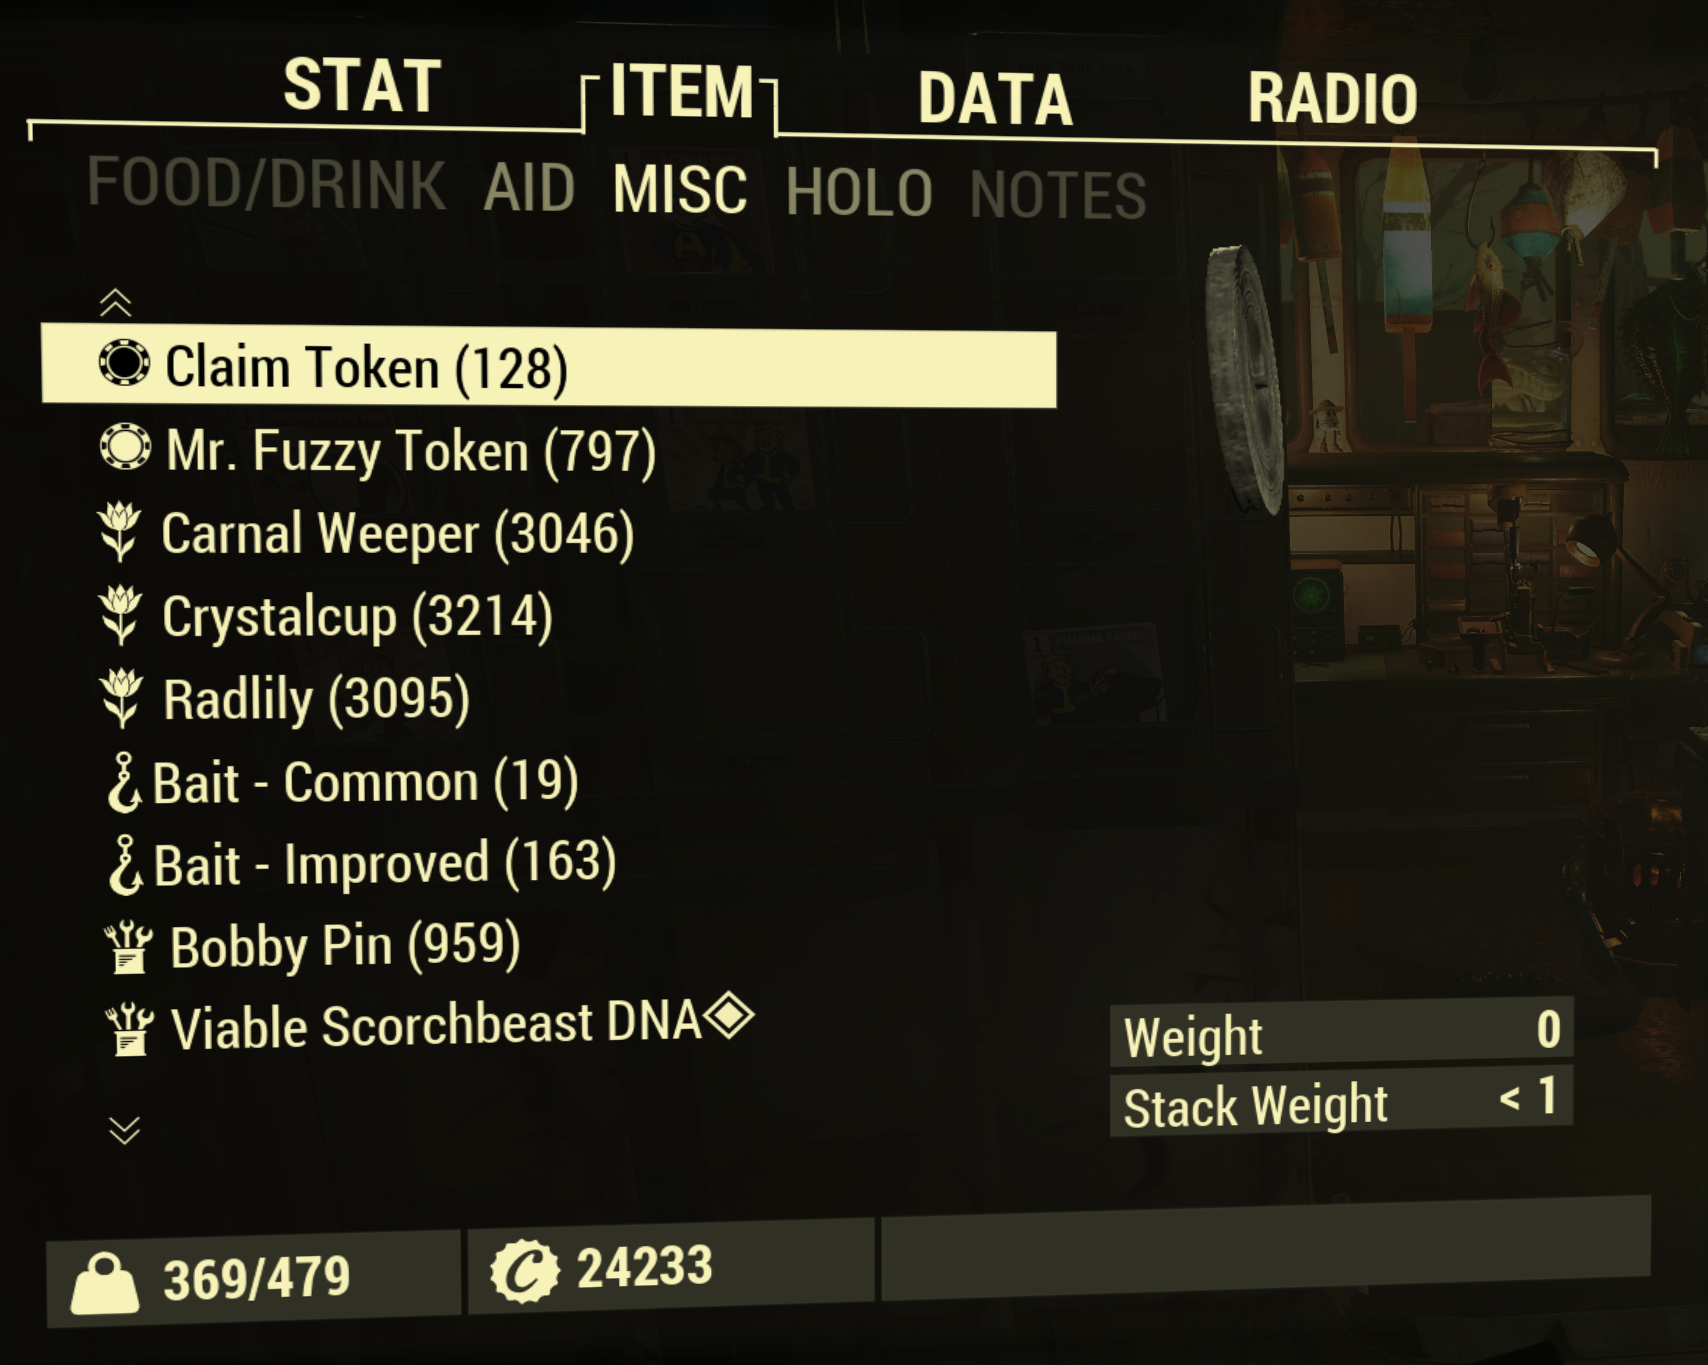 STAT ITEM DATA RADIO
FOOD/DRINK AID MISC HOLO NOTES
Claim Token (128)
Mr. Fuzzy Token (797)
Carnal Weeper (3046)
Crystalcup (3214)
Radlily (3095)
Bait - Common (19)
Bait - Improved (163)
Bobby Pin (959)
Viable Scorchbeast DNA
Weight 0
Stack Weight < 1
369/479
24233